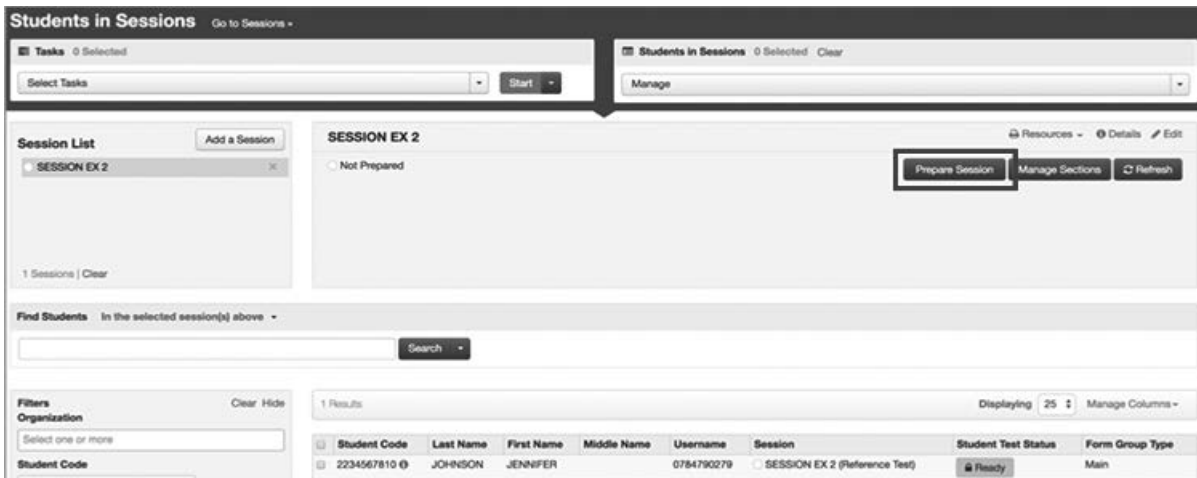 Students in Sessions Go to Sessions
Tasks 0 Selected
Students in Sessions 0 Selected Clear
Select Tasks Start
Manage
Session List Add a Session
SESSION EX 2
1 Sessions | Clear
SESSION EX 2 Resources Details Edit
Not Prepared Prepare Session Manage Sections Refresh
Find Students In the selected session(s) above
Search
Filters Clear Hide
Organization
Select one or more
Student Code
1 Results Displaying 25 Manage Columns
Student Code Last Name First Name Middle Name Username Session Student Test Status Form Group Type
2234567810 JOHNSON JENNIFER 0784790279 SESSION EX 2 (Reference Test) Ready Main